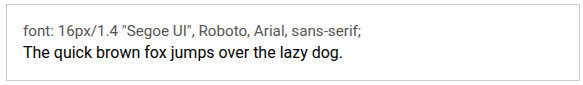 font: 16px/1.4 "Segoe UI", Roboto, Arial, sans-serif;
The quick brown fox jumps over the lazy dog.